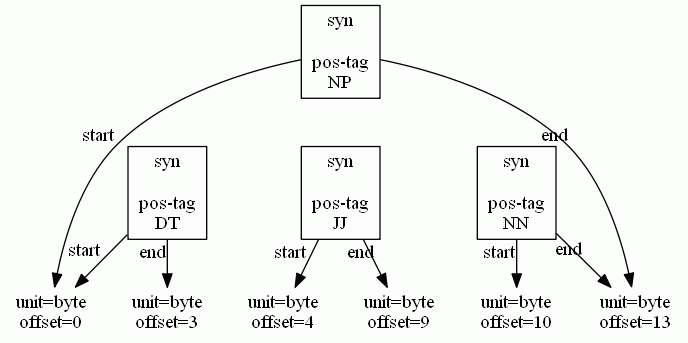 syn
pos-tag
NP
start
end
syn
pos-tag
DT
syn
pos-tag
JJ
syn
pos-tag
NN
start
end
start
end
start
end
unit=byte
offset=0
unit=byte
offset=3
unit=byte
offset=4
unit=byte
offset=9
unit=byte
offset=10
unit=byte
offset=13